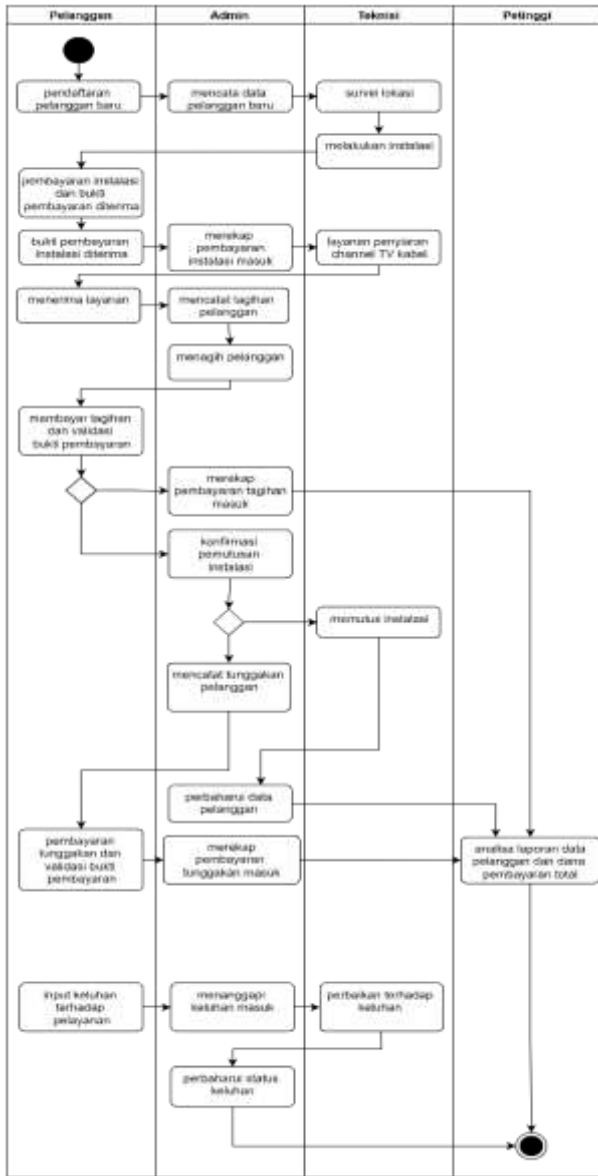 Pelanggan
Admin
Teknisi
Petinggi
pendaftaran
pelanggan baru
mencata data
pelanggan baru
survei lokasi
melakukan instalasi
pembayaran instalasi
dan bukti
pembayaran diterima
bukti pembayaran
instalasi diterima
merekap
pembayaran
instalasi masuk
layanan penyiaran
channel TV kabel
menerima layanan
mencatat tagihan
pelanggan
menagih pelanggan
membayar tagihan
dan validasi
bukti pembayaran
merekap
pembayaran tagihan
masuk
konfirmasi
pemutusan
instalasi
memutus instalasi
mencatat tunggakan
pelanggan
perbaharui data
pelanggan
pembayaran
tunggakan dan
validasi bukti
pembayaran
merekap
pembayaran
tunggakan masuk
analisa laporan data
pelanggan dan dana
pembayaran total
input keluhan
terhadap
pelayanan
menanggapi
keluhan masuk
perbaikan terhadap
keluhan
perbaharui status
keluhan